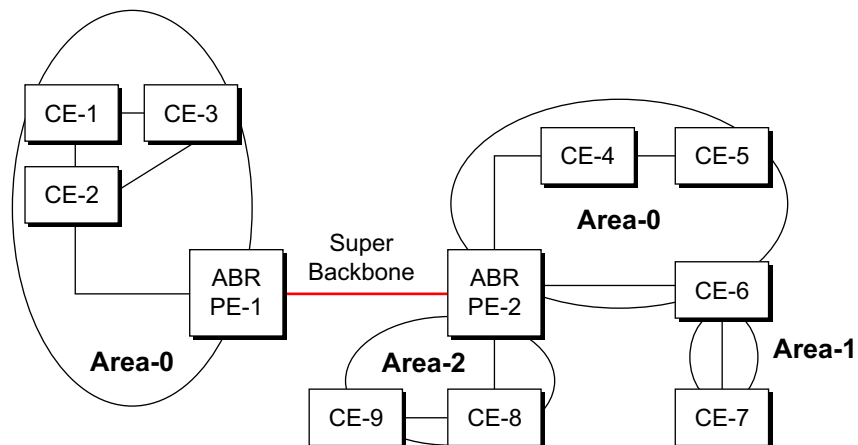 CE-1
CE-3
CE-2
CE-4
CE-5
Area-0
Super
Backbone
ABR
PE-1
ABR
PE-2
CE-6
Area-0
Area-2
Area-1
CE-9
CE-8
CE-7